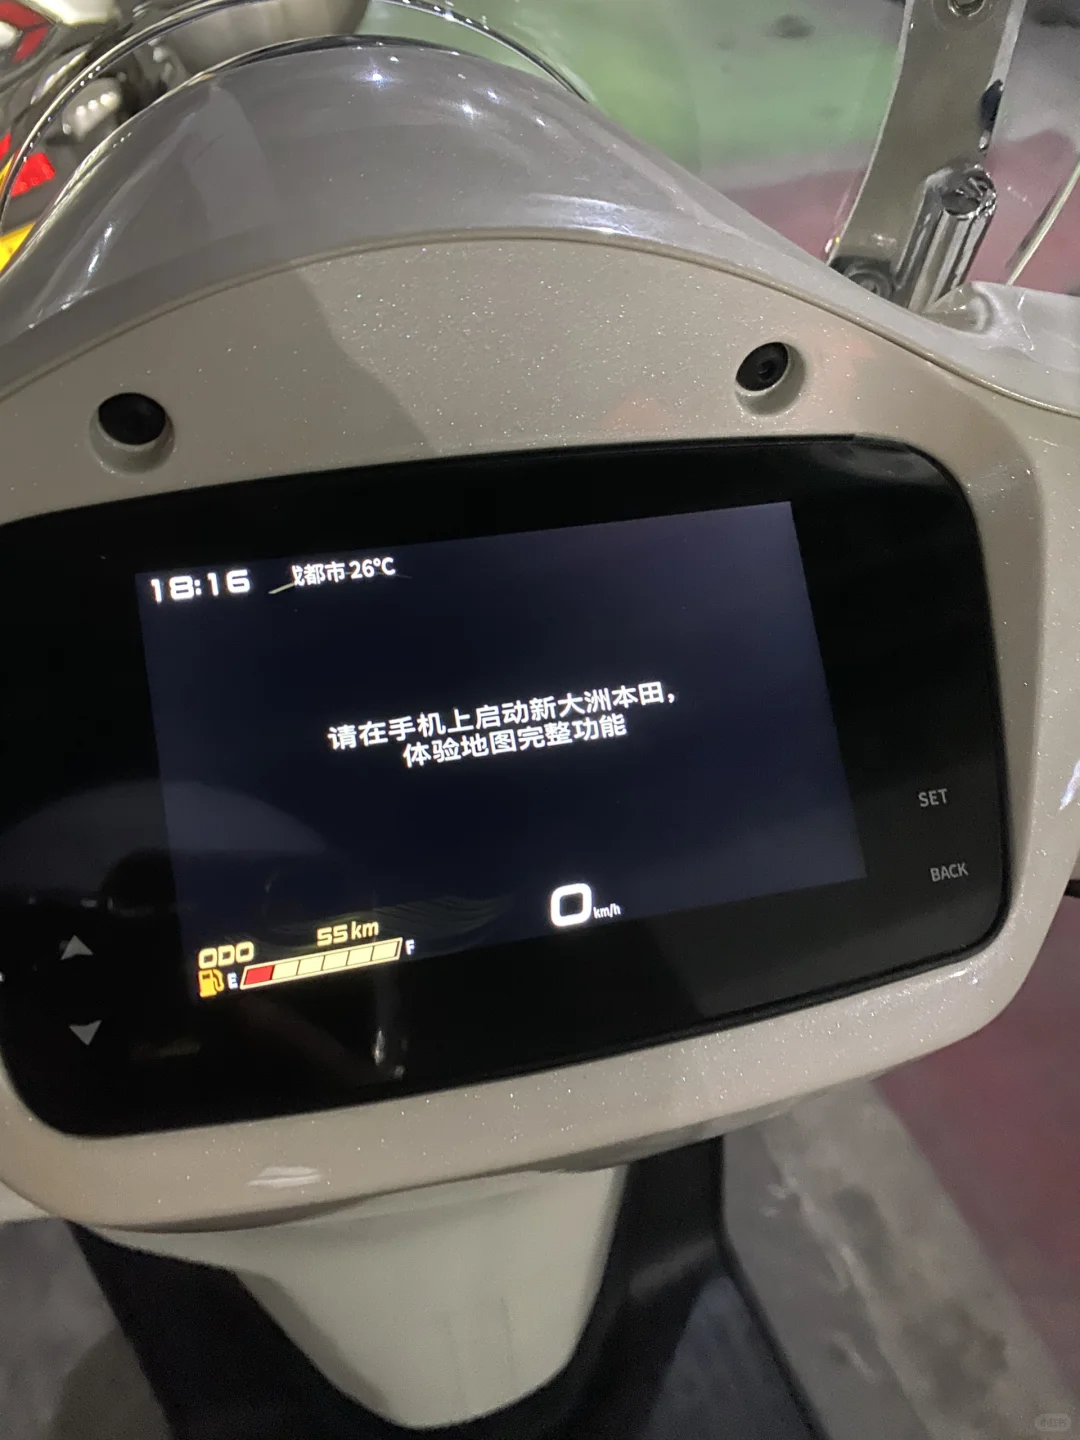 18:16 成都市 26°C
请在手机上启动新大洲本田，
体验地图完整功能
SET
BACK
0 km/h
ODO 55 km
E F